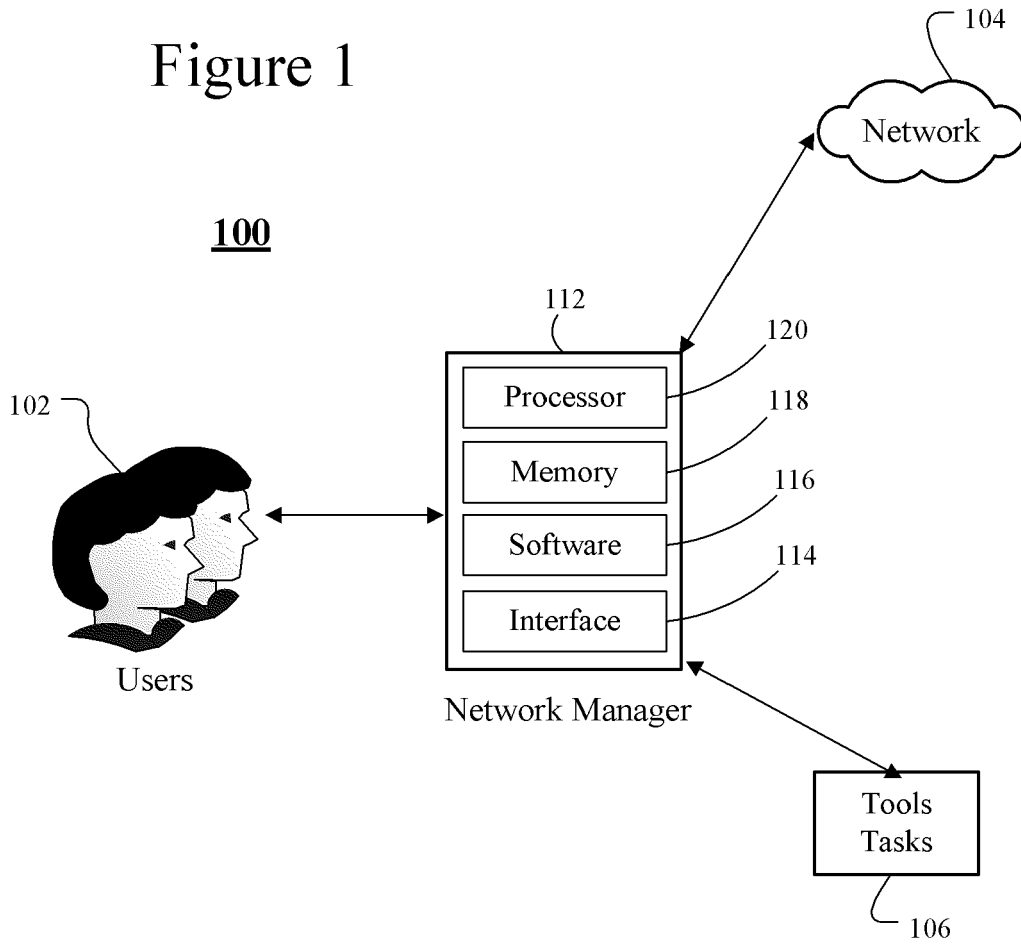 Figure 1
104
Network
100
112
120
Processor
102
118
Memory
116
Software
114
Interface
Users
Network Manager
Tools
Tasks
106